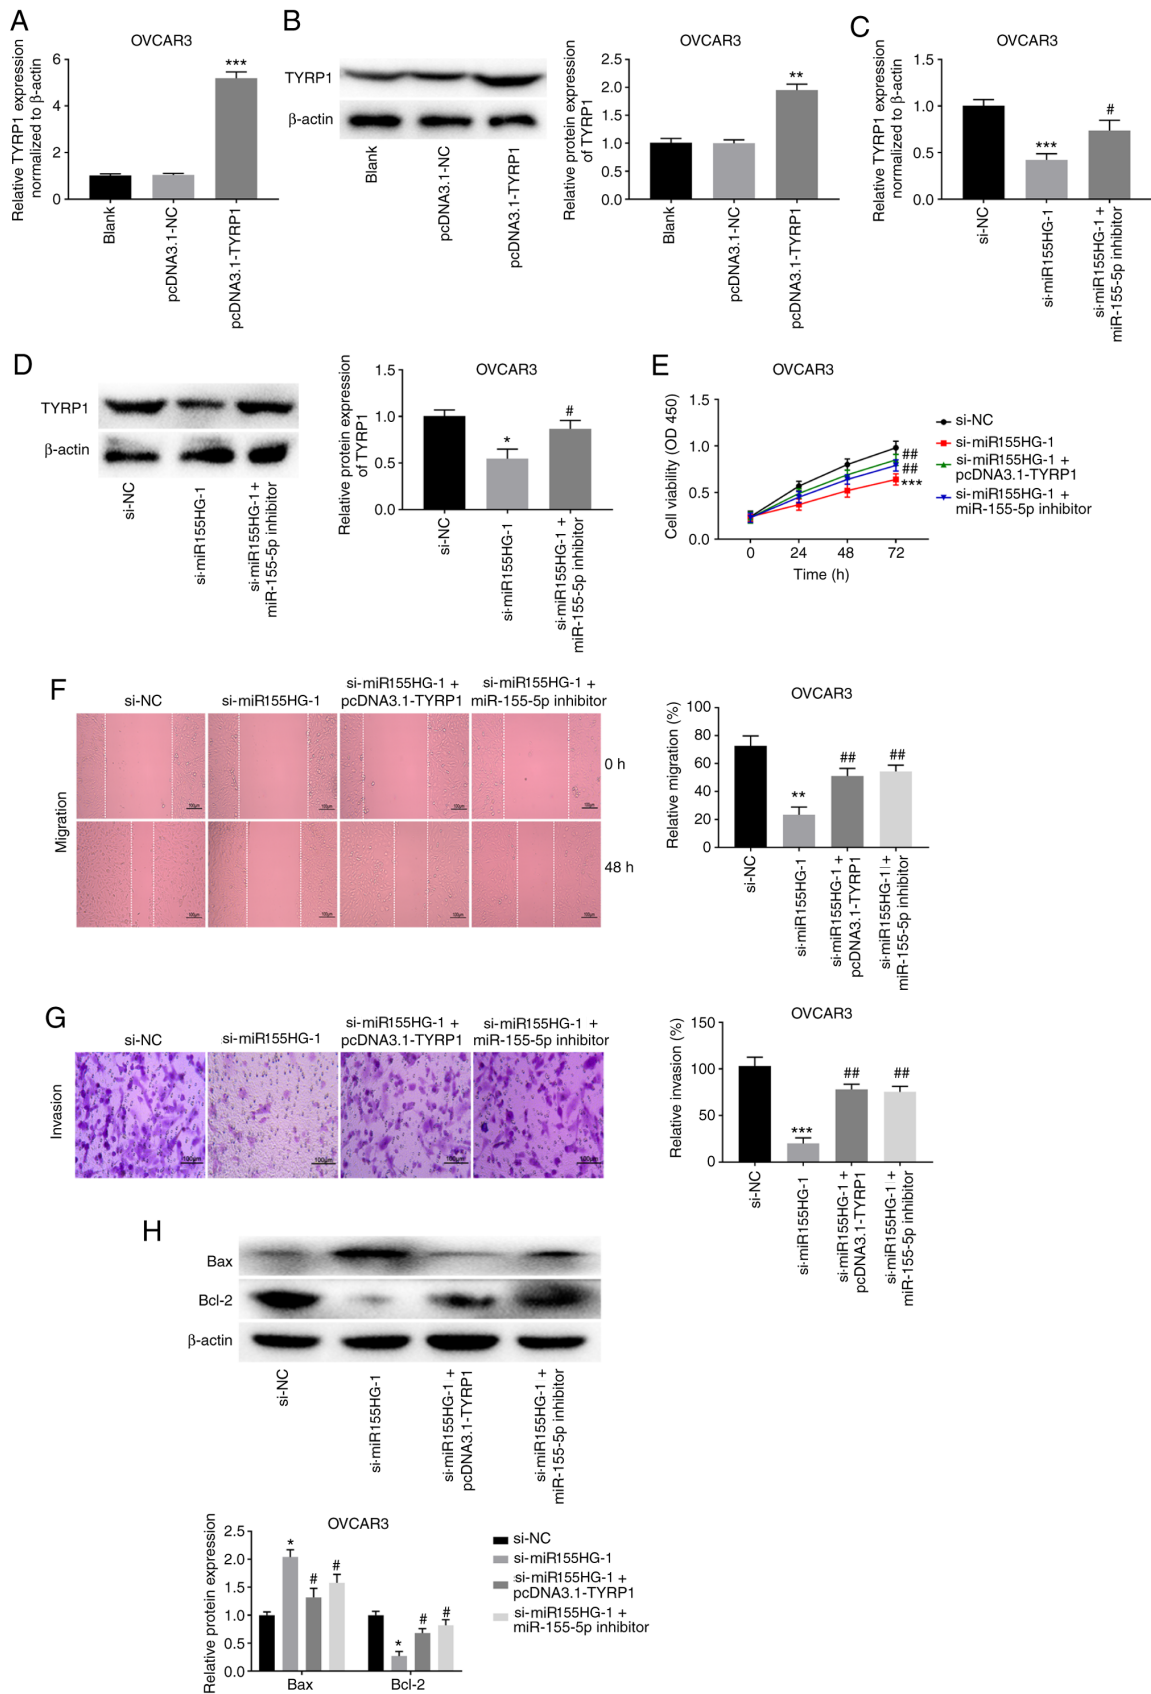 A
OVCAR3
Relative TYRP1 expression
normalized to β-actin
6
4
2
0
***
Blank
pcDNA3.1-NC
pcDNA3.1-TYRP1
B
TYRP1
β-actin
Blank
pcDNA3.1-NC
pcDNA3.1-TYRP1
OVCAR3
Relative protein expression
of TYRP1
2.5
2.0
1.5
1.0
0.5
0.0
**
Blank
pcDNA3.1-NC
pcDNA3.1-TYRP1
C
OVCAR3
Relative TYRP1 expression
normalized to β-actin
1.5
1.0
0.5
0.0
***
#
si-NC
si-miR155HG-1
si-miR155HG-1 +
miR-155-5p inhibitor
D
TYRP1
β-actin
si-NC
si-miR155HG-1
si-miR155HG-1 +
miR-155-5p inhibitor
OVCAR3
Relative protein expression
of TYRP1
1.5
1.0
0.5
0.0
*
#
si-NC
si-miR155HG-1
si-miR155HG-1 +
miR-155-5p inhibitor
E
OVCAR3
Cell viability (OD 450)
1.5
1.0
0.5
0.0
##
##
***
0 24 48 72
Time (h)
si-NC
si-miR155HG-1
si-miR155HG-1 +
pcDNA3.1-TYRP1
si-miR155HG-1 +
miR-155-5p inhibitor
F
si-NC
si-miR155HG-1
si-miR155HG-1 +
pcDNA3.1-TYRP1
si-miR155HG-1 +
miR-155-5p inhibitor
Migration
0 h
48 h
100μm
100μm
100μm
100μm
100μm
100μm
100μm
100μm
OVCAR3
Relative migration (%)
100
80
60
40
20
0
**
##
##
si-NC
si-miR155HG-1
si-miR155HG-1 +
pcDNA3.1-TYRP1
si-miR155HG-1 +
miR-155-5p inhibitor
G
si-NC
si-miR155HG-1
si-miR155HG-1 +
pcDNA3.1-TYRP1
si-miR155HG-1 +
miR-155-5p inhibitor
Invasion
100μm
100μm
100μm
100μm
OVCAR3
Relative invasion (%)
150
100
50
0
***
##
##
si-NC
si-miR155HG-1
si-miR155HG-1 +
pcDNA3.1-TYRP1
si-miR155HG-1 +
miR-155-5p inhibitor
H
Bax
Bcl-2
β-actin
si-NC
si-miR155HG-1
si-miR155HG-1 +
pcDNA3.1-TYRP1
si-miR155HG-1 +
miR-155-5p inhibitor
OVCAR3
Relative protein expression
2.5
2.0
1.5
1.0
0.5
0.0
*
#
#
*
#
#
Bax
Bcl-2
si-NC
si-miR155HG-1
si-miR155HG-1 +
pcDNA3.1-TYRP1
si-miR155HG-1 +
miR-155-5p inhibitor